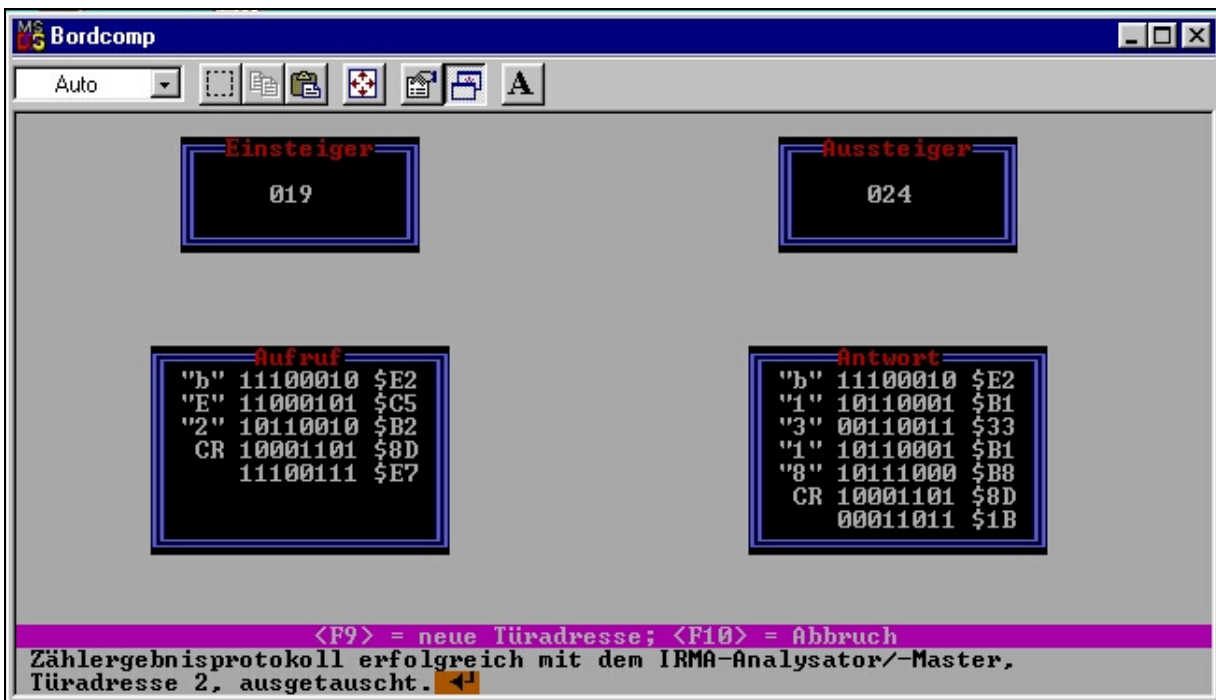 Bordcomp
Auto
A
Einsteiger
019
Aussteiger
024
Aufruf
"b" 11100010 $E2
"E" 11000101 $C5
"2" 10110010 $B2
CR 10001101 $8D
11100111 $E7
Antwort
"b" 11100010 $E2
"1" 10110001 $B1
"3" 00110011 $33
"1" 10110001 $B1
"8" 10111000 $B8
CR 10001101 $8D
00011011 $1B
<F9> = neue Türadresse; <F10> = Abbruch
Zählergebnisprotokoll erfolgreich mit dem IRMA-Analysator/-Master,
Türadresse 2, ausgetauscht.